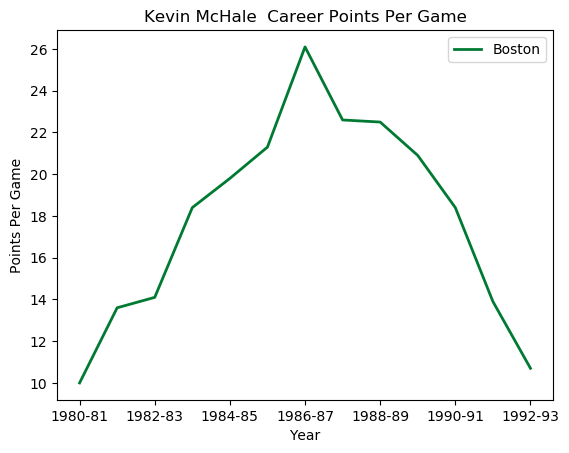 Kevin McHale  Career Points Per Game
Boston
Points Per Game
26
24
22
20
18
16
14
12
10
1980-81 1982-83 1984-85 1986-87 1988-89 1990-91 1992-93
Year